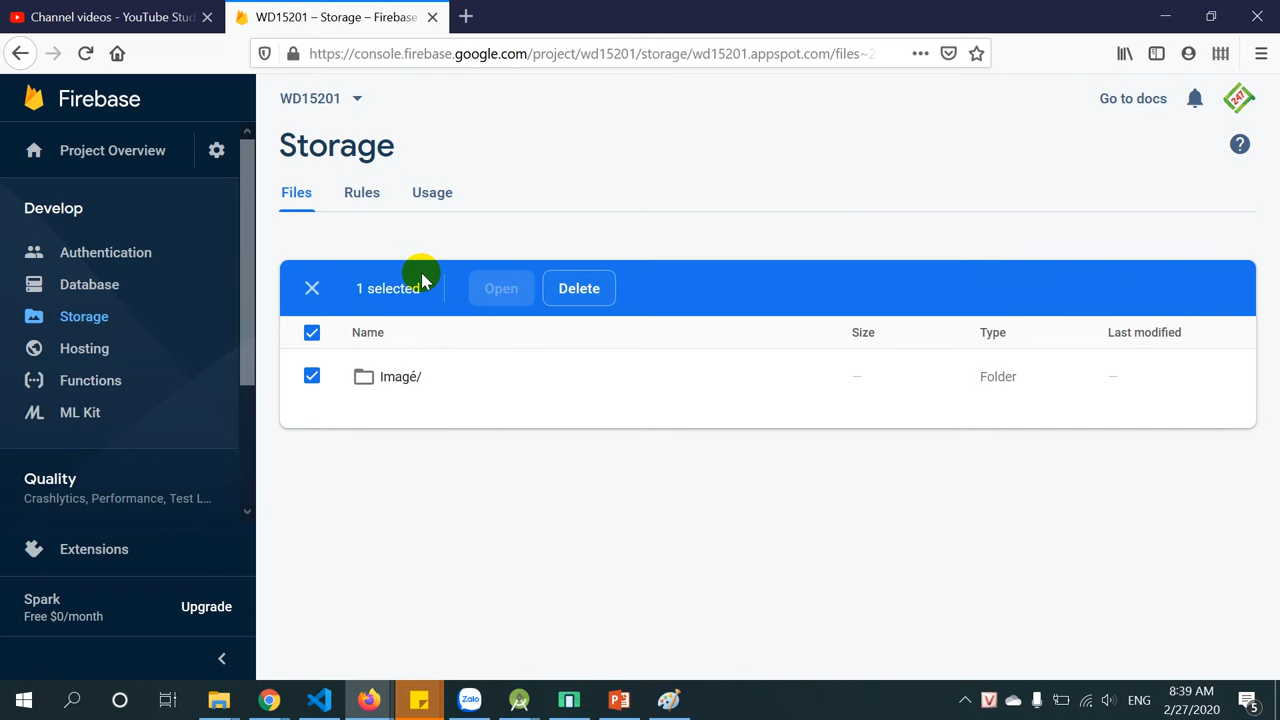 Channel videos - YouTube Stud
WD15201 – Storage – Firebase
https://console.firebase.google.com/project/wd15201/storage/wd15201.appspot.com/files~2
Firebase
WD15201
Go to docs
247
Project Overview
Storage
Files
Rules
Usage
Develop
Authentication
Database
Storage
Hosting
Functions
ML Kit
1 selected
Open
Delete
Name
Size
Type
Last modified
Imagé/
—
Folder
—
Quality
Crashlytics, Performance, Test L...
Extensions
Spark
Free $0/month
Upgrade
Zalo
ENG
8:39 AM
2/27/2020
5